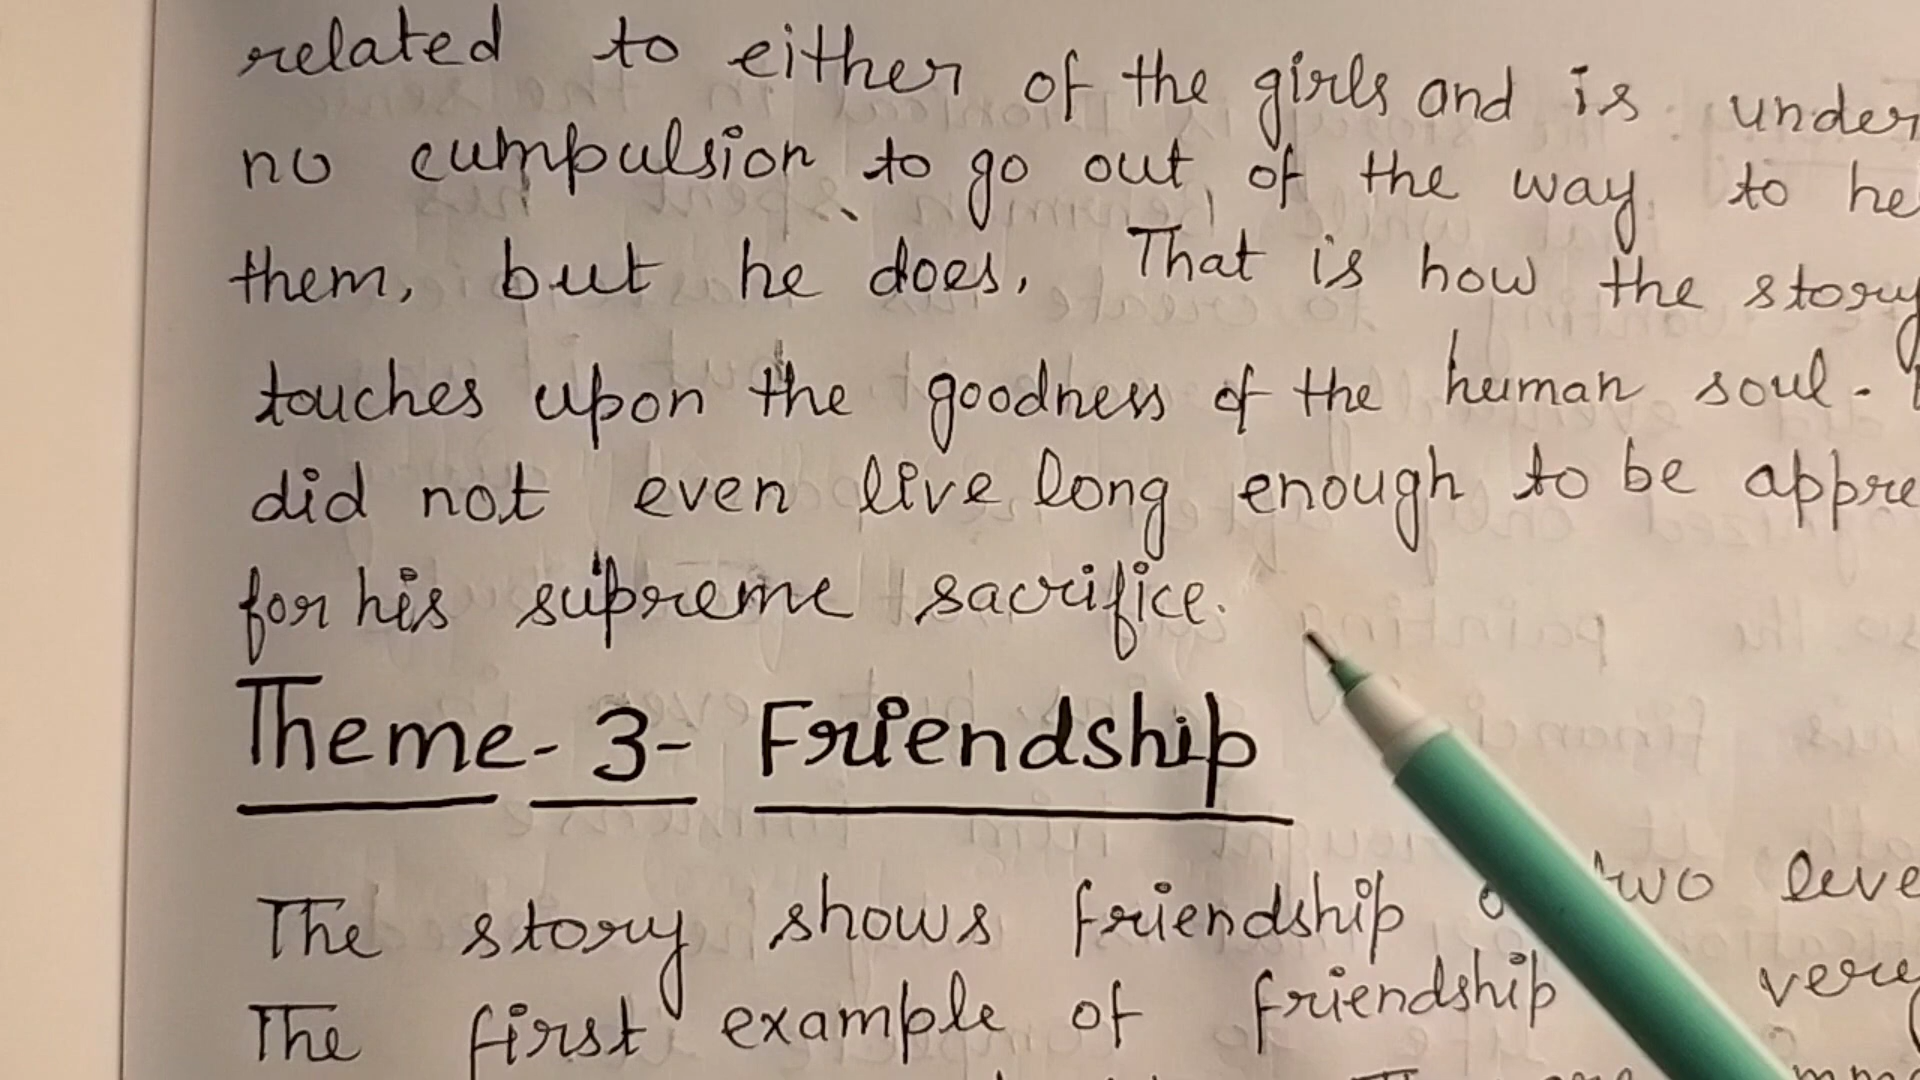 related to either of the girls and is under
no cumpulsion to go out of the way to he
them, but he does. That is how the story
touches upon the goodness of the human soul.
did not even live long enough to be appre
for his supreme sacrifice.
Theme-3- Friendship
The story shows friendship two leve
The first example of friendship very